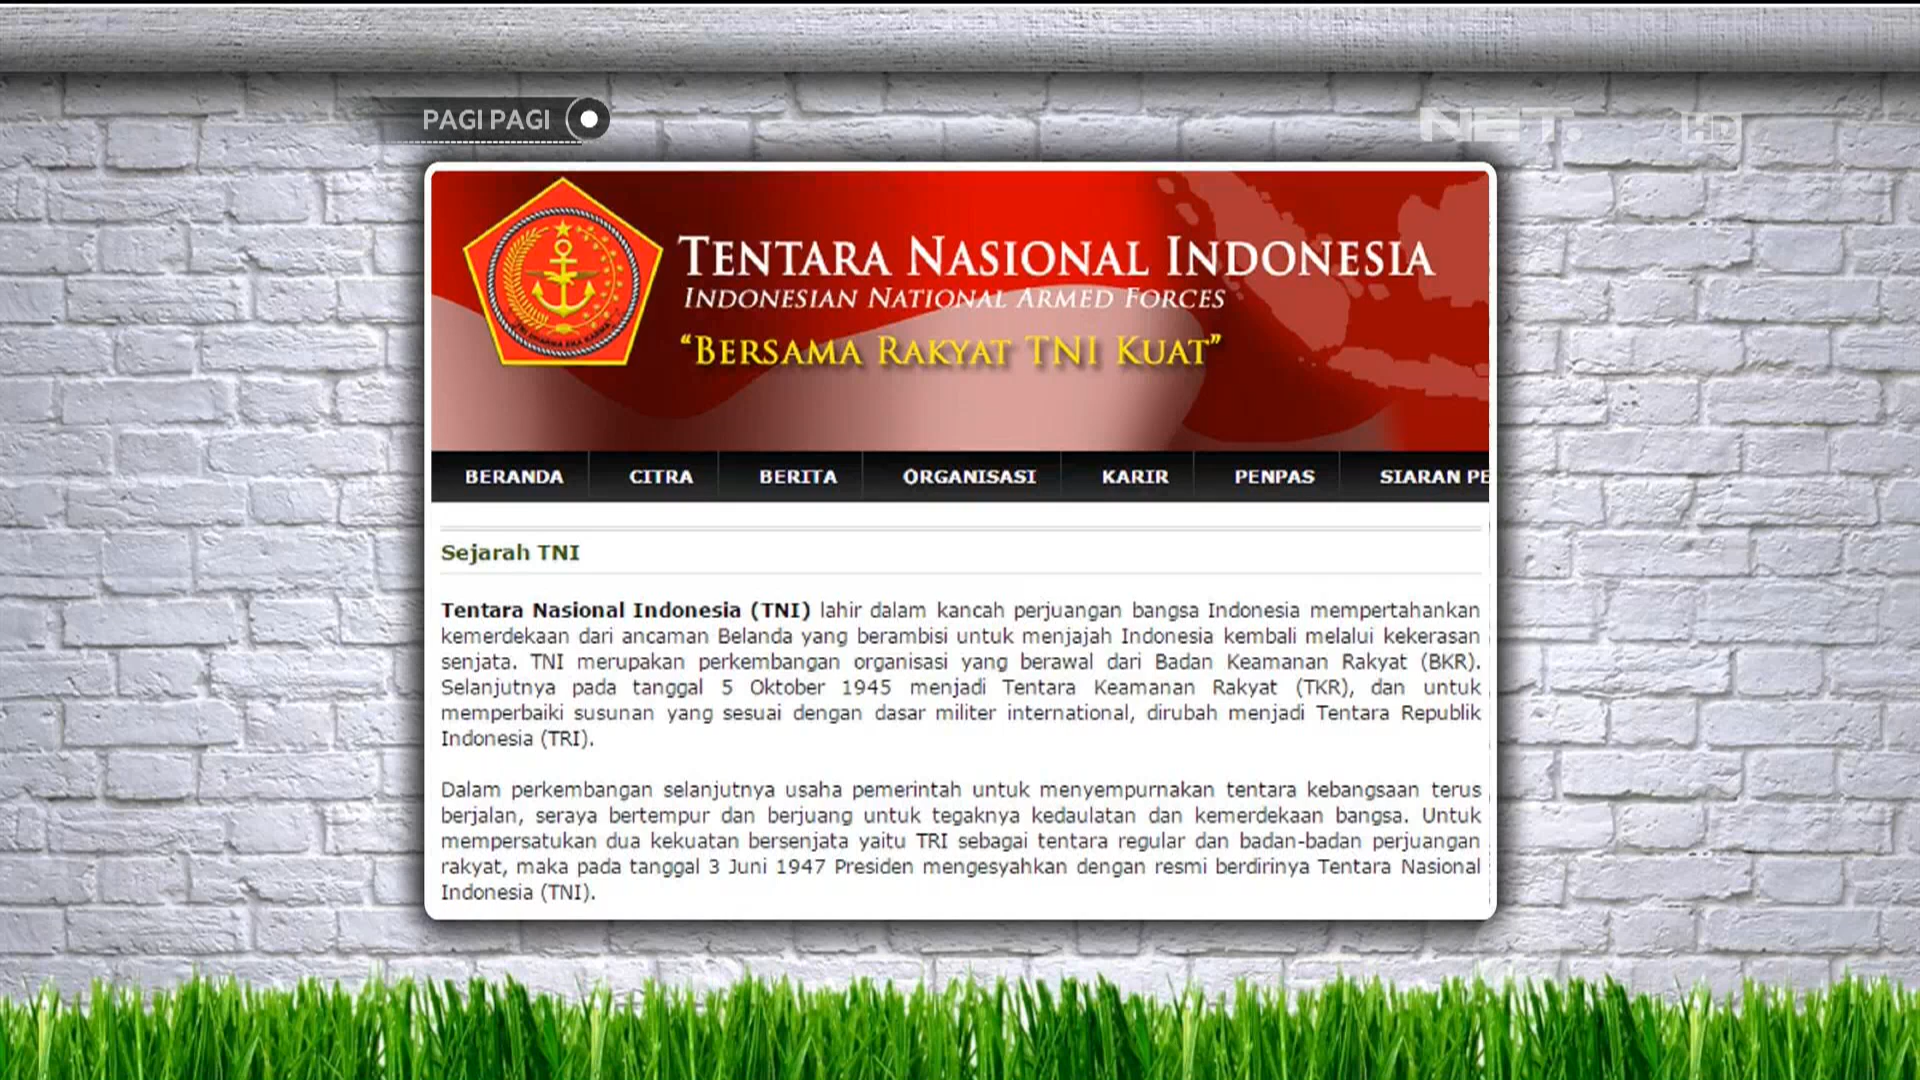 PAGI PAGI
NET.
HD
TENTARA NASIONAL INDONESIA
INDONESIAN NATIONAL ARMED FORCES
“BERSAMA RAKYAT TNI KUAT”
TRI DHARMA EKA KARMA
BERANDA CITRA BERITA ORGANISASI KARIR PENPAS SIARAN PE
Sejarah TNI
Tentara Nasional Indonesia (TNI) lahir dalam kancah perjuangan bangsa Indonesia mempertahankan
kemerdekaan dari ancaman Belanda yang berambisi untuk menjajah Indonesia kembali melalui kekerasan
senjata. TNI merupakan perkembangan organisasi yang berawal dari Badan Keamanan Rakyat (BKR).
Selanjutnya pada tanggal 5 Oktober 1945 menjadi Tentara Keamanan Rakyat (TKR), dan untuk
memperbaiki susunan yang sesuai dengan dasar militer international, dirubah menjadi Tentara Republik
Indonesia (TRI).
Dalam perkembangan selanjutnya usaha pemerintah untuk menyempurnakan tentara kebangsaan terus
berjalan, seraya bertempur dan berjuang untuk tegaknya kedaulatan dan kemerdekaan bangsa. Untuk
mempersatukan dua kekuatan bersenjata yaitu TRI sebagai tentara regular dan badan-badan perjuangan
rakyat, maka pada tanggal 3 Juni 1947 Presiden mengesyahkan dengan resmi berdirinya Tentara Nasional
Indonesia (TNI).